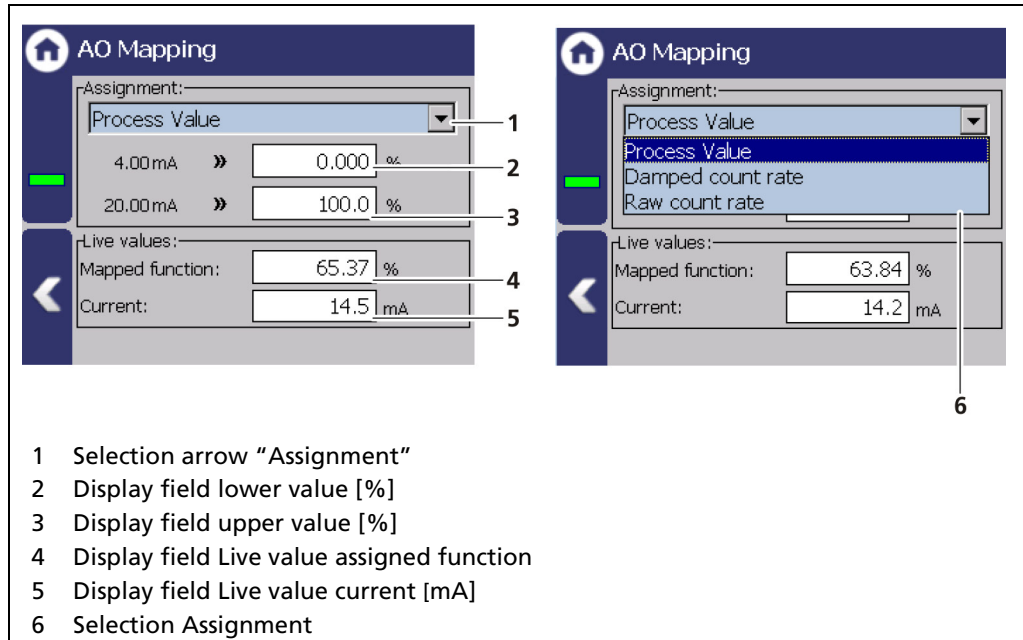 AO Mapping
Assignment:
Process Value
1
4.00 mA » 0.000 %
2
20.00 mA » 100.0 %
3
Live values:
Mapped function: 65.37 %
4
Current: 14.5 mA
5
AO Mapping
Assignment:
Process Value
Process Value
Damped count rate
Raw count rate
Live values:
Mapped function: 63.84 %
Current: 14.2 mA
6
1 Selection arrow “Assignment”
2 Display field lower value [%]
3 Display field upper value [%]
4 Display field Live value assigned function
5 Display field Live value current [mA]
6 Selection Assignment